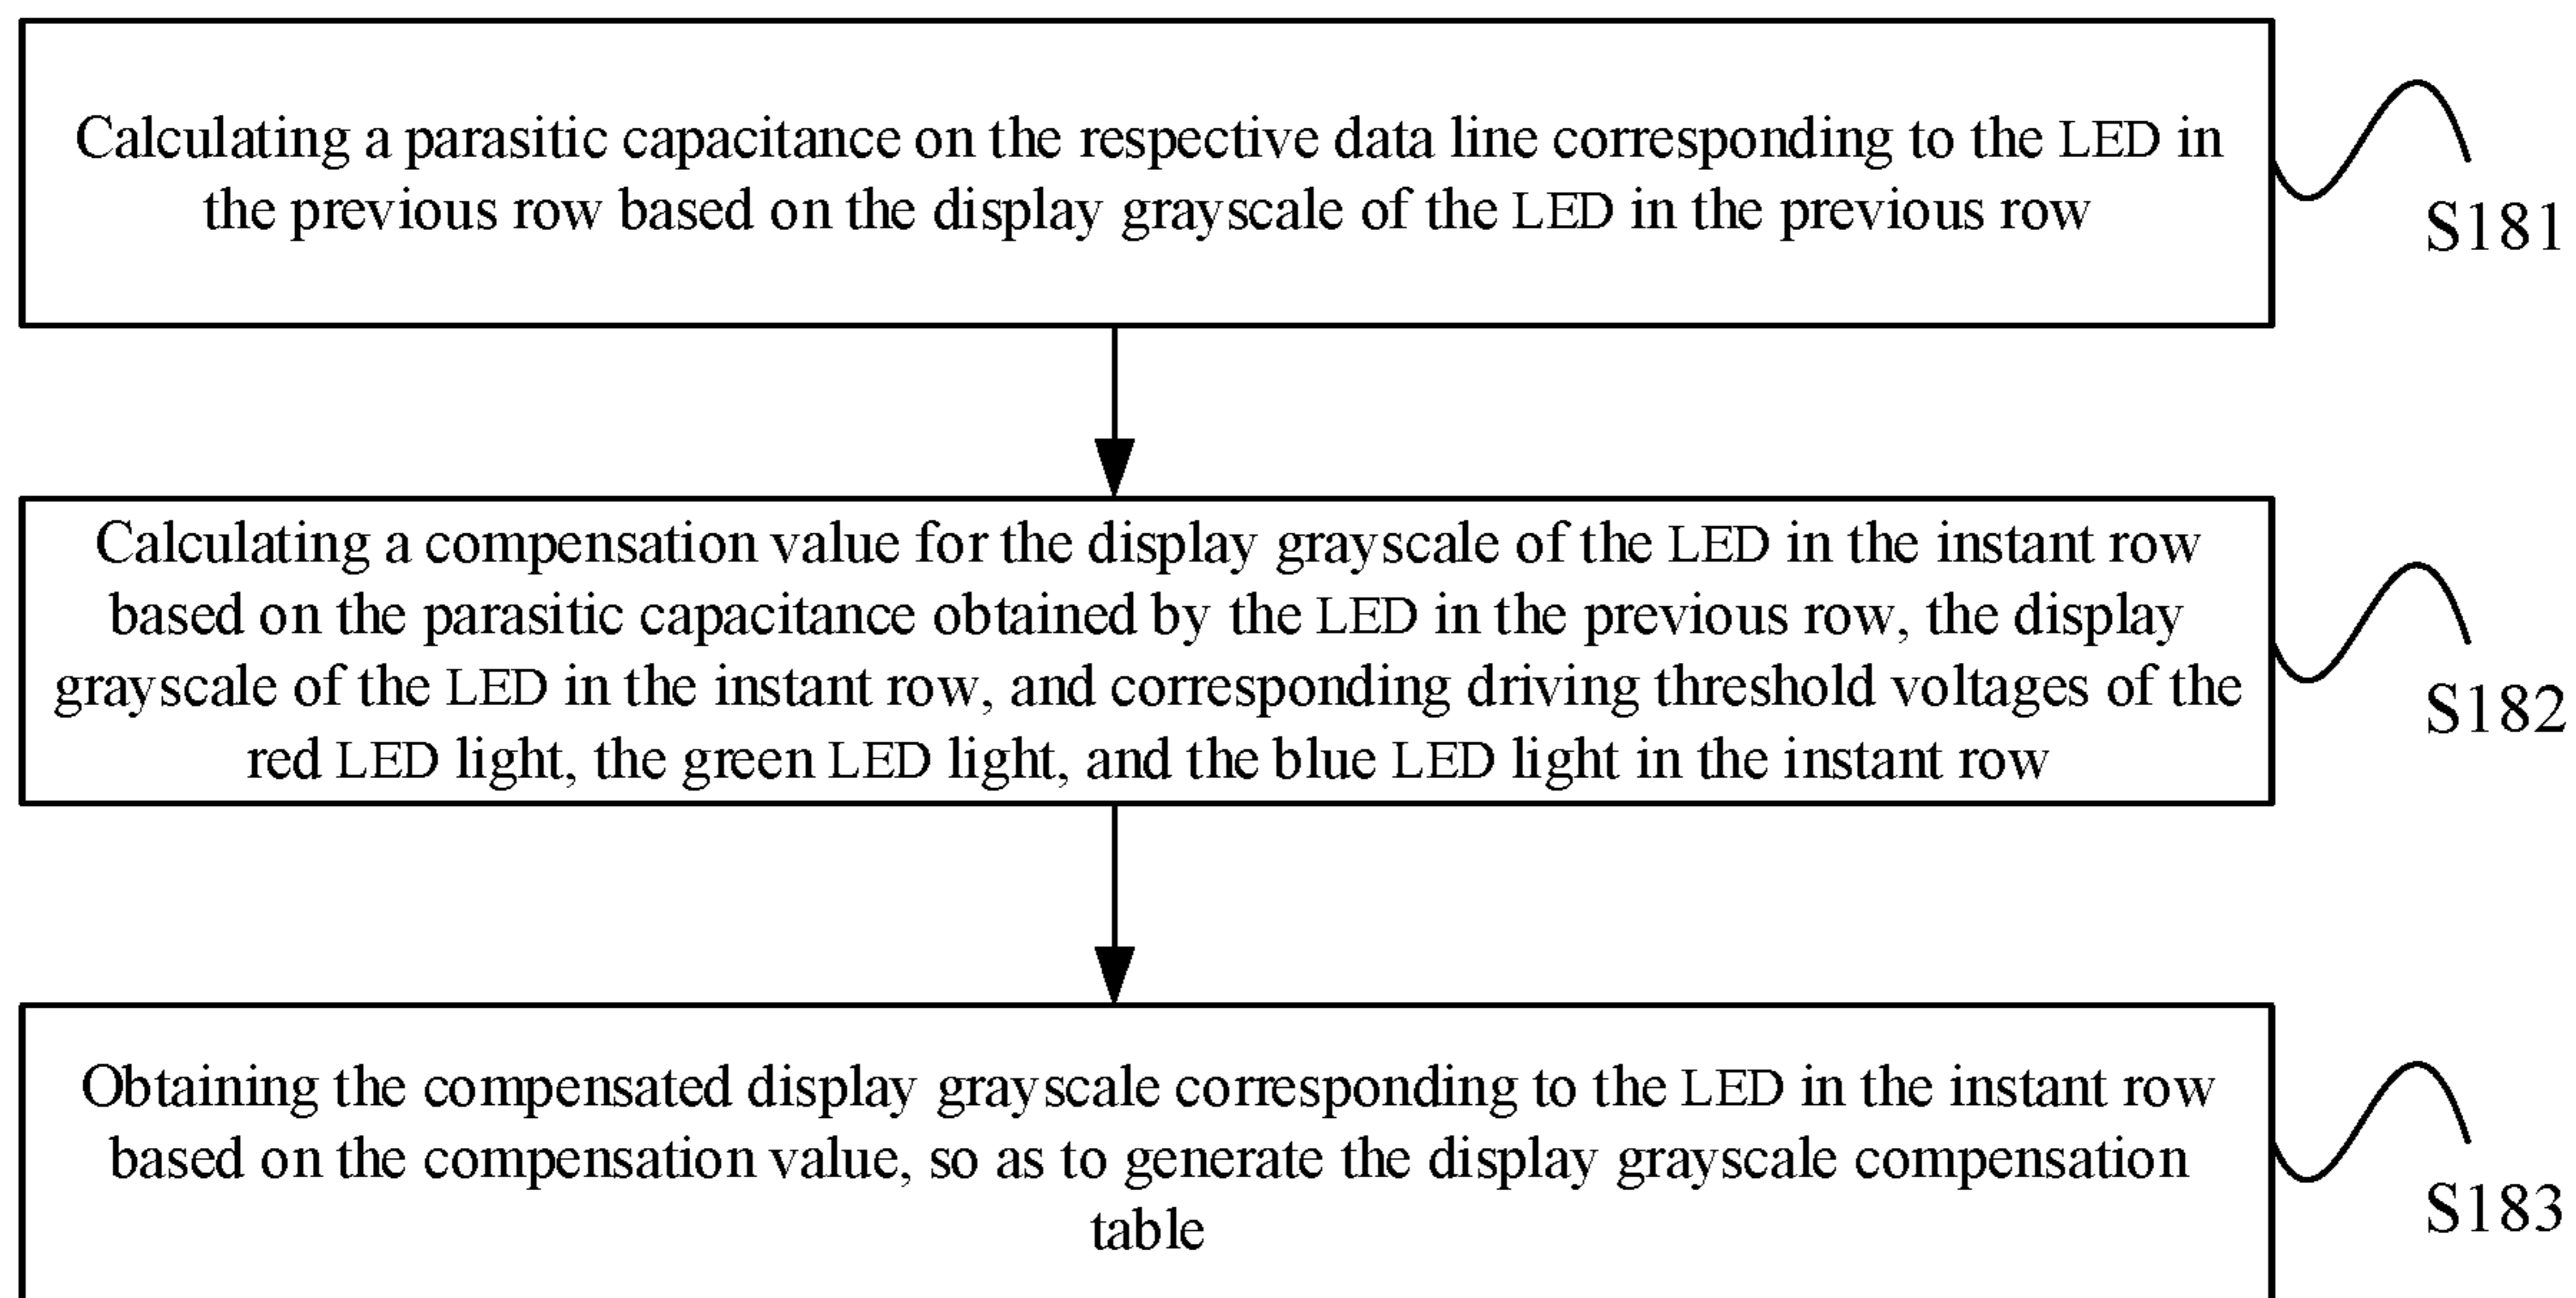 Calculating a parasitic capacitance on the respective data line corresponding to the LED in
the previous row based on the display grayscale of the LED in the previous row
S181
Calculating a compensation value for the display grayscale of the LED in the instant row
based on the parasitic capacitance obtained by the LED in the previous row, the display
grayscale of the LED in the instant row, and corresponding driving threshold voltages of the
red LED light, the green LED light, and the blue LED light in the instant row
S182
Obtaining the compensated display grayscale corresponding to the LED in the instant row
based on the compensation value, so as to generate the display grayscale compensation
table
S183